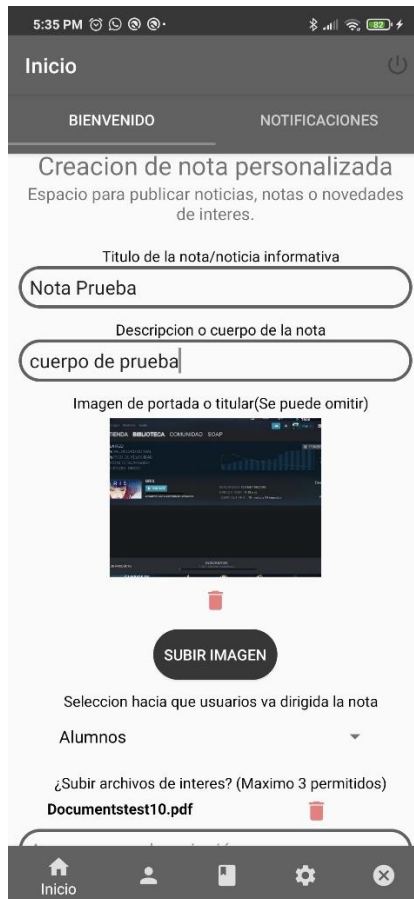 5:35 PM
82
Inicio
BIENVENIDO
NOTIFICACIONES
Creacion de nota personalizada
Espacio para publicar noticias, notas o novedades
de interes.
Titulo de la nota/noticia informativa
Nota Prueba
Descripcion o cuerpo de la nota
cuerpo de prueba
Imagen de portada o titular(Se puede omitir)
TIENDA BIBLIOTECA COMUNIDAD SOAP
SUBIR IMAGEN
Seleccion hacia que usuarios va dirigida la nota
Alumnos
¿Subir archivos de interes? (Maximo 3 permitidos)
Documentstest10.pdf
Inicio